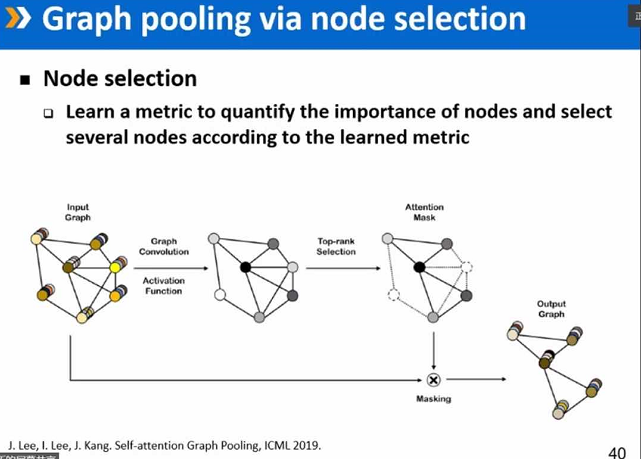 Graph pooling via node selection
Node selection
Learn a metric to quantify the importance of nodes and select
several nodes according to the learned metric
Input
Graph
Graph
Convolution
Activation
Function
Top-rank
Selection
Attention
Mask
Output
Graph
Masking
J. Lee, I. Lee, J. Kang. Self-attention Graph Pooling, ICML 2019.
40